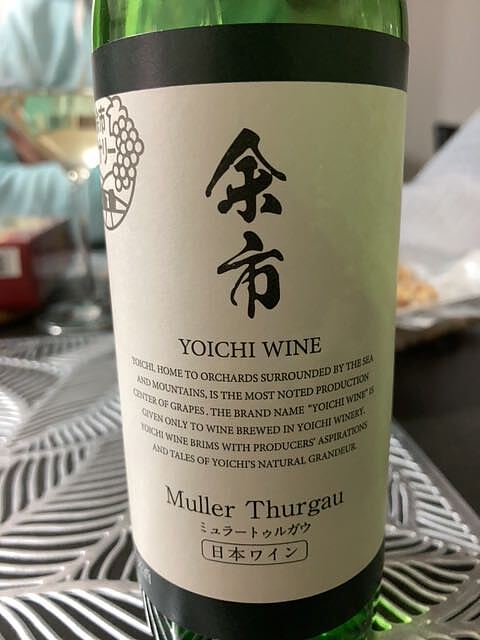 余市
YOICHI WINE
YOICHI, HOME TO ORCHARDS SURROUNDED BY THE SEA
AND MOUNTAINS, IS THE MOST NOTED PRODUCTION
CENTER OF GRAPES. THE BRAND NAME "YOICHI WINE" IS
GIVEN ONLY TO WINE BREWED IN YOICHI WINERY.
YOICHI WINE BRIMS WITH PRODUCERS' ASPIRATIONS
AND TALES OF YOICHI'S NATURAL GRANDEUR.
Muller Thurgau
ミュラートゥルガウ
日本ワイン